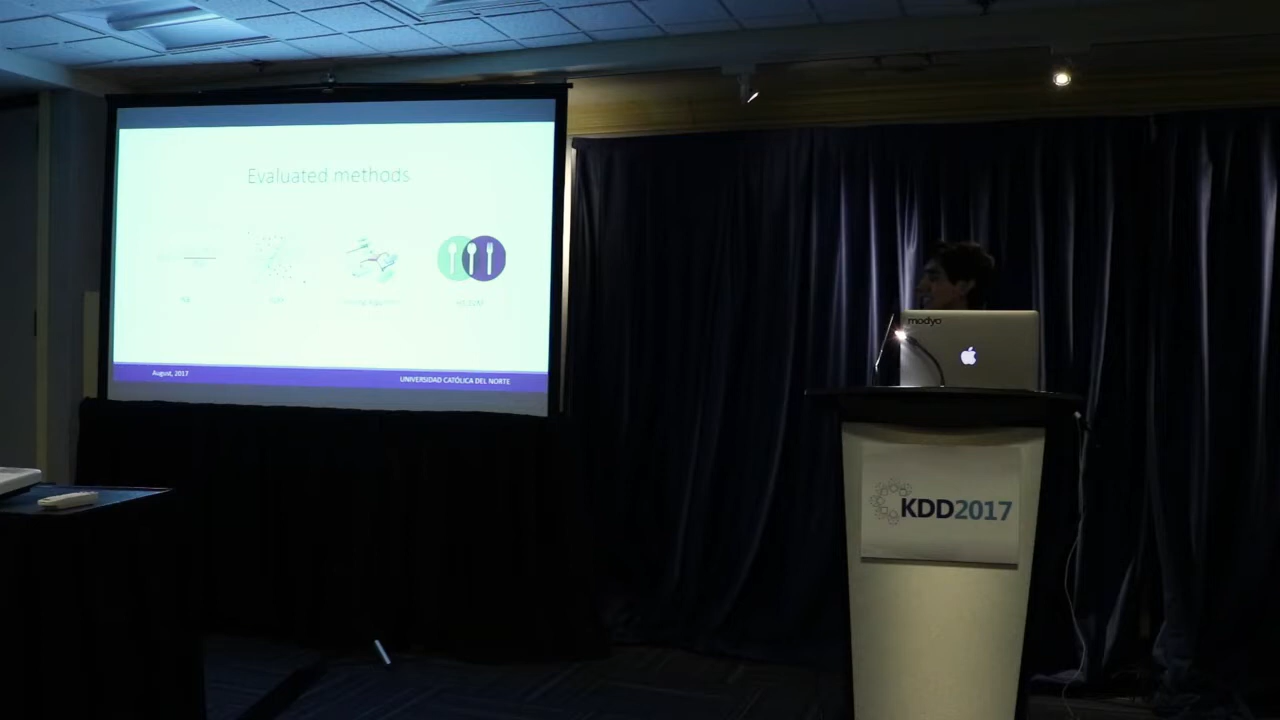 Evaluated methods
August, 2017
UNIVERSIDAD CATÓLICA DEL NORTE
modyo
KDD2017